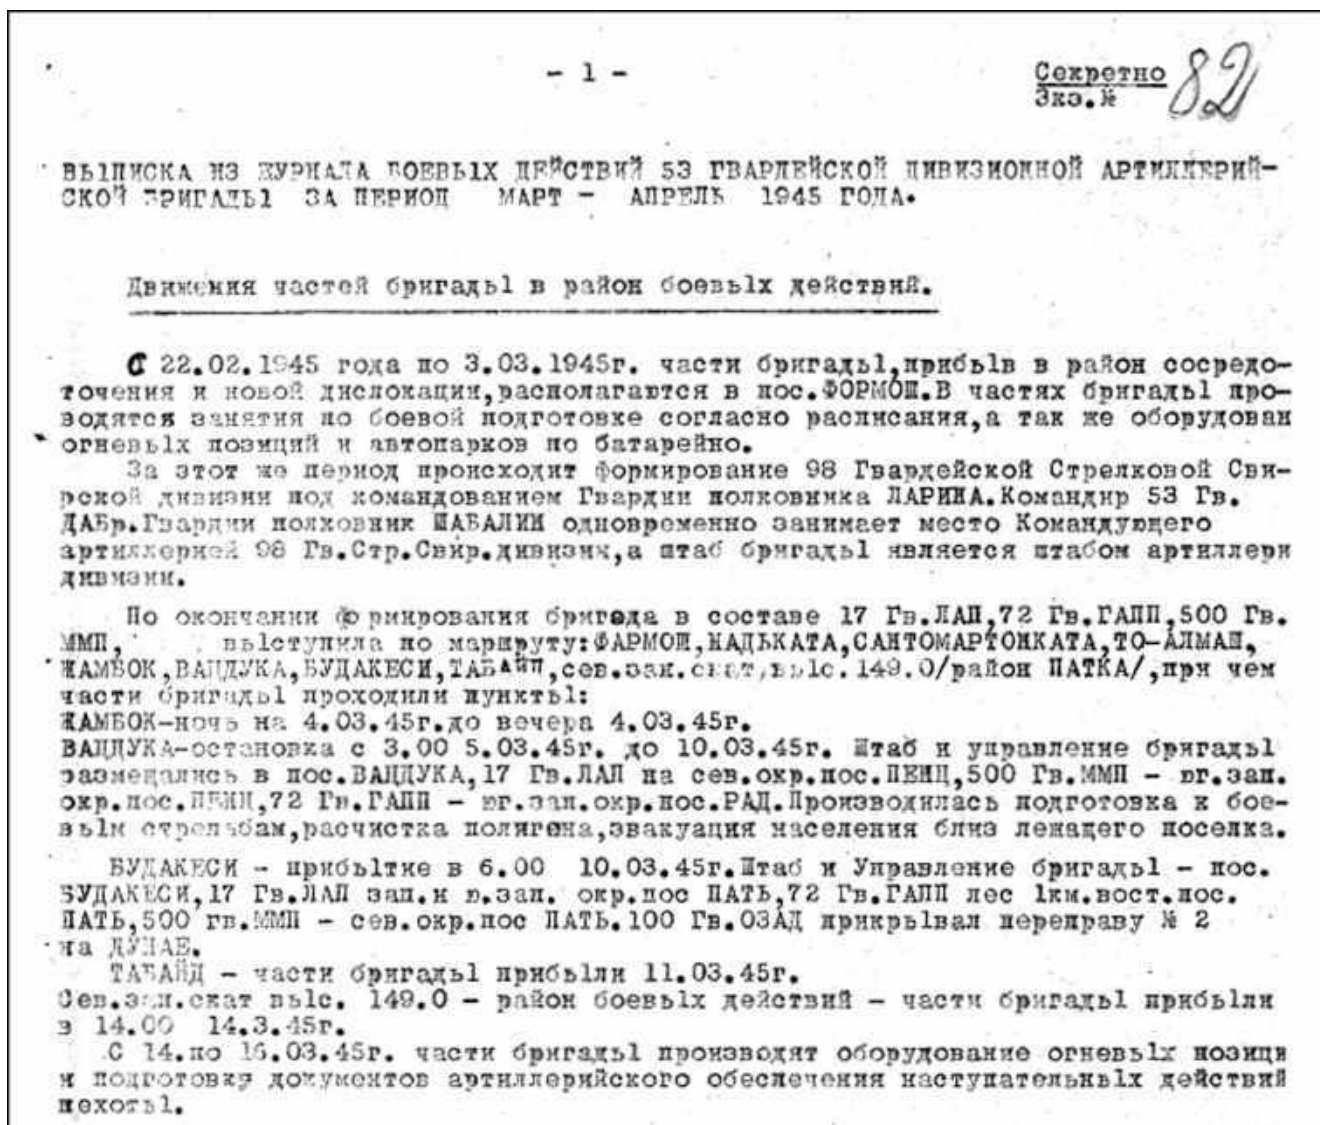 - 1 -
Секретно
Экз.№ 82
ВЫПИСКА ИЗ ЖУРНАЛА БОЕВЫХ ДЕЙСТВИЙ 53 ГВАРДЕЙСКОЙ ДИВИЗИОННОЙ АРТИЛЛЕРИЙ-
СКОЙ БРИГАДЫ ЗА ПЕРИОД МАРТ - АПРЕЛЬ 1945 ГОДА.
Движения частей бригады в район боевых действий.
С 22.02.1945 года по 3.03.1945г. части бригады,прибыв в район сосредо-
точения и новой дислокации,располагаются в пос.ФОРМОШ.В частях бригады про-
водятся занятия по боевой подготовке согласно расписания,а так же оборудован
огневых позиций и автопарков по батарейно.
За этот же период происходит формирование 98 Гвардейской Стрелковой Сви-
рской дивизии под командованием Гвардии полковника ЛАРИНА.Командир 53 Гв.
ДАБр.Гвардии полковник ШАБАЛИН одновременно занимает место Командующего
артиллерией 98 Гв.Стр.Свир.дивизии,а штаб бригады является штабом артиллери
дивизии.
По окончании формирования бригада в составе 17 Гв.ЛАП,72 Гв.ГАПП,500 Гв.
ММП, выступила по маршруту:ФАРМОШ,НАДЬКАТА,САНТОМАРТОНКАТА,ТО-АЛМАШ,
ЖАМБОК,ВАЦДУКА,БУДАКЕСИ,ТАБАЙД,сев.зап.скат,выс.149.0/район ПАТКА/,при чем
части бригады проходили пункты:
ЖАМБОК-ночь на 4.03.45г.до вечера 4.03.45г.
ВАЦДУКА-остановка с 3.00 5.03.45г. до 10.03.45г. Штаб и управление бригады
размещались в пос.ВАЦДУКА,17 Гв.ЛАП на сев.окр.пос.ПЕНЦ,500 Гв.ММП - юг.зап.
окр.пос.ПЕНЦ,72 Гв.ГАПП - юг.зап.окр.пос.РАД.Производилась подготовка к бое-
вым стрельбам,расчистка полигона,эвакуация населения близ лежащего поселка.
БУДАКЕСИ - прибытие в 6.00 10.03.45г.Штаб и Управление бригады - пос.
БУДАКЕСИ,17 Гв.ЛАП зап.и ю.зап. окр.пос ПАТЬ,72 Гв.ГАПП лес 1км.вост.пос.
ПАТЬ,500 гв.ММП - сев.окр.пос ПАТЬ.100 Гв.ОЗАД прикрывал переправу № 2
на ДУНАЕ.
ТАБАЙД - части бригады прибыли 11.03.45г.
Сев.зап.скат выс. 149.0 - район боевых действий - части бригады прибыли
в 14.00 14.3.45г.
С 14.по 16.03.45г. части бригады производят оборудование огневых позици
и подготовку документов артиллерийского обеспечения наступательных действий
пехоты.